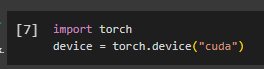 [7] import torch
device = torch.device("cuda")